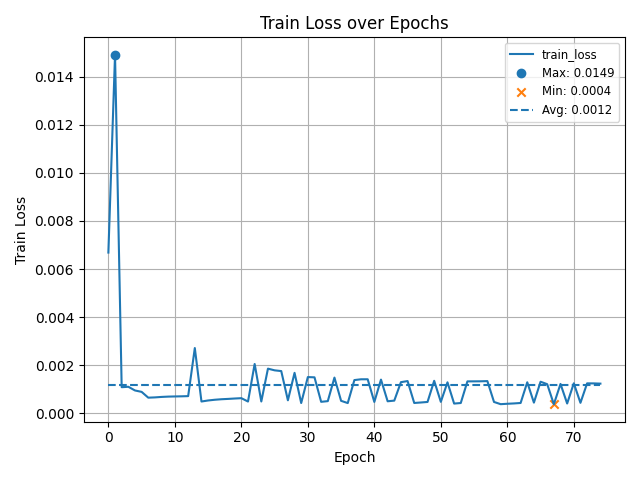 Train Loss over Epochs
train_loss
Max: 0.0149
Min: 0.0004
Avg: 0.0012
0.014
0.012
0.010
0.008
0.006
0.004
0.002
0.000
Train Loss
0 10 20 30 40 50 60 70
Epoch